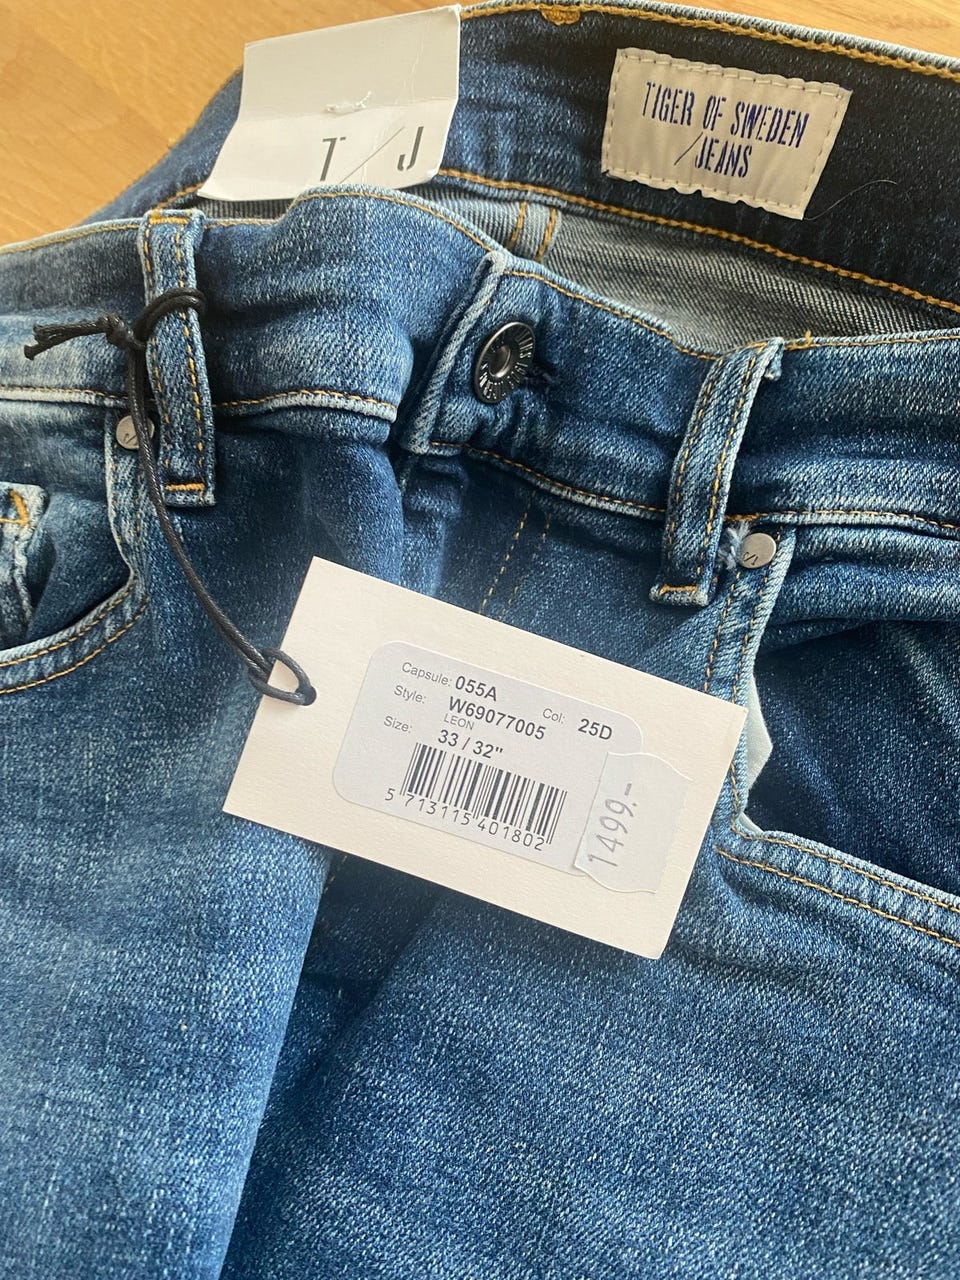 T / J
TIGER OF SWEDEN
/JEANS
Capsule: 055A
Style: W69077005 Col: 25D
LEON
Size: 33 / 32"
5 713115 401802
1499.-